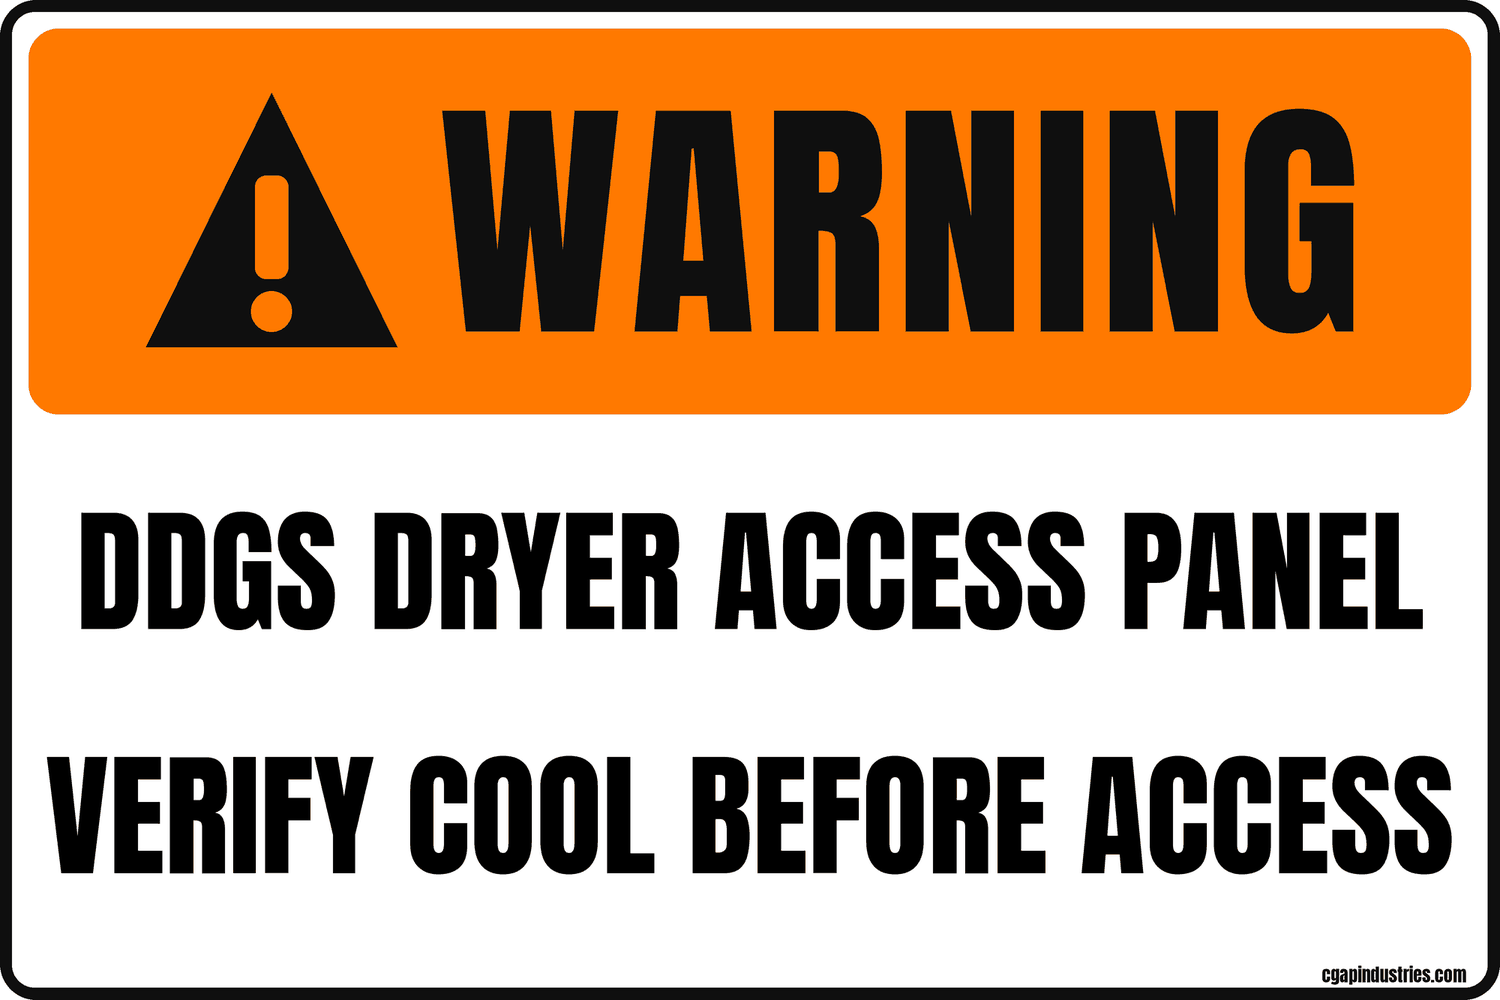 WARNING
DDGS DRYER ACCESS PANEL
VERIFY COOL BEFORE ACCESS
cgapindustries.com